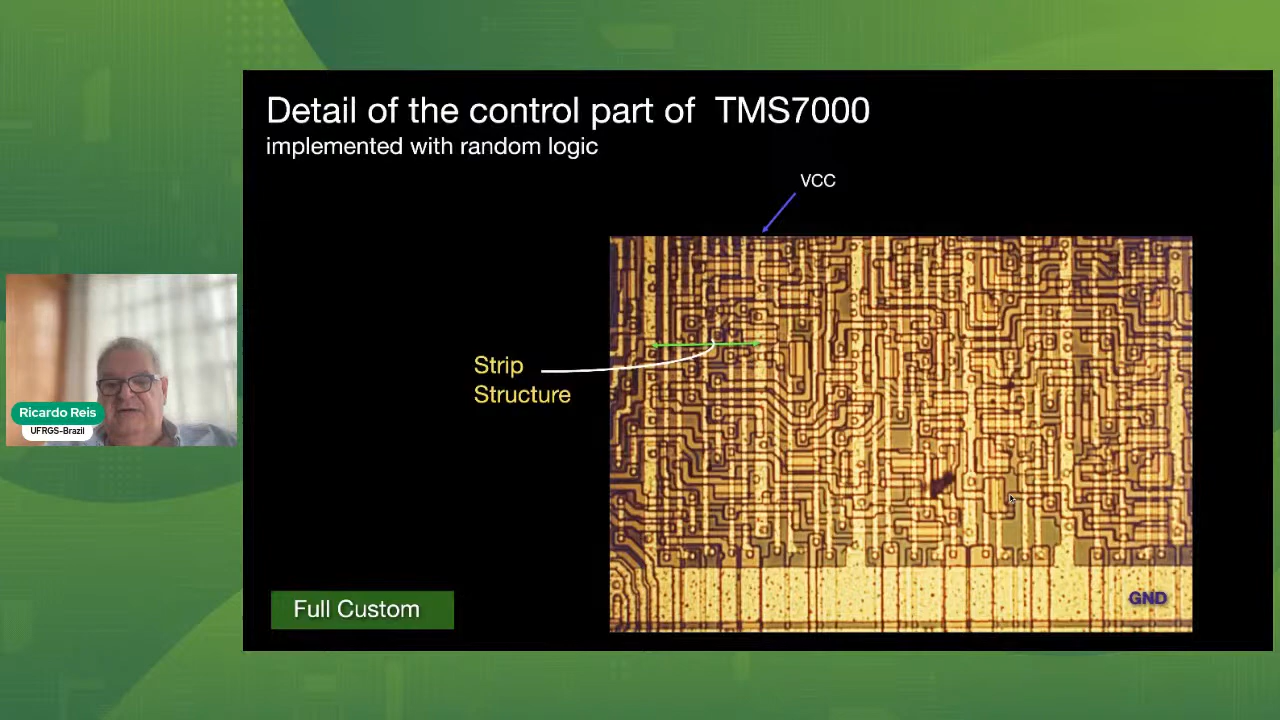 Detail of the control part of TMS7000
implemented with random logic
VCC
Strip
Structure
Ricardo Reis
UFRGS-Brazil
Full Custom
GND